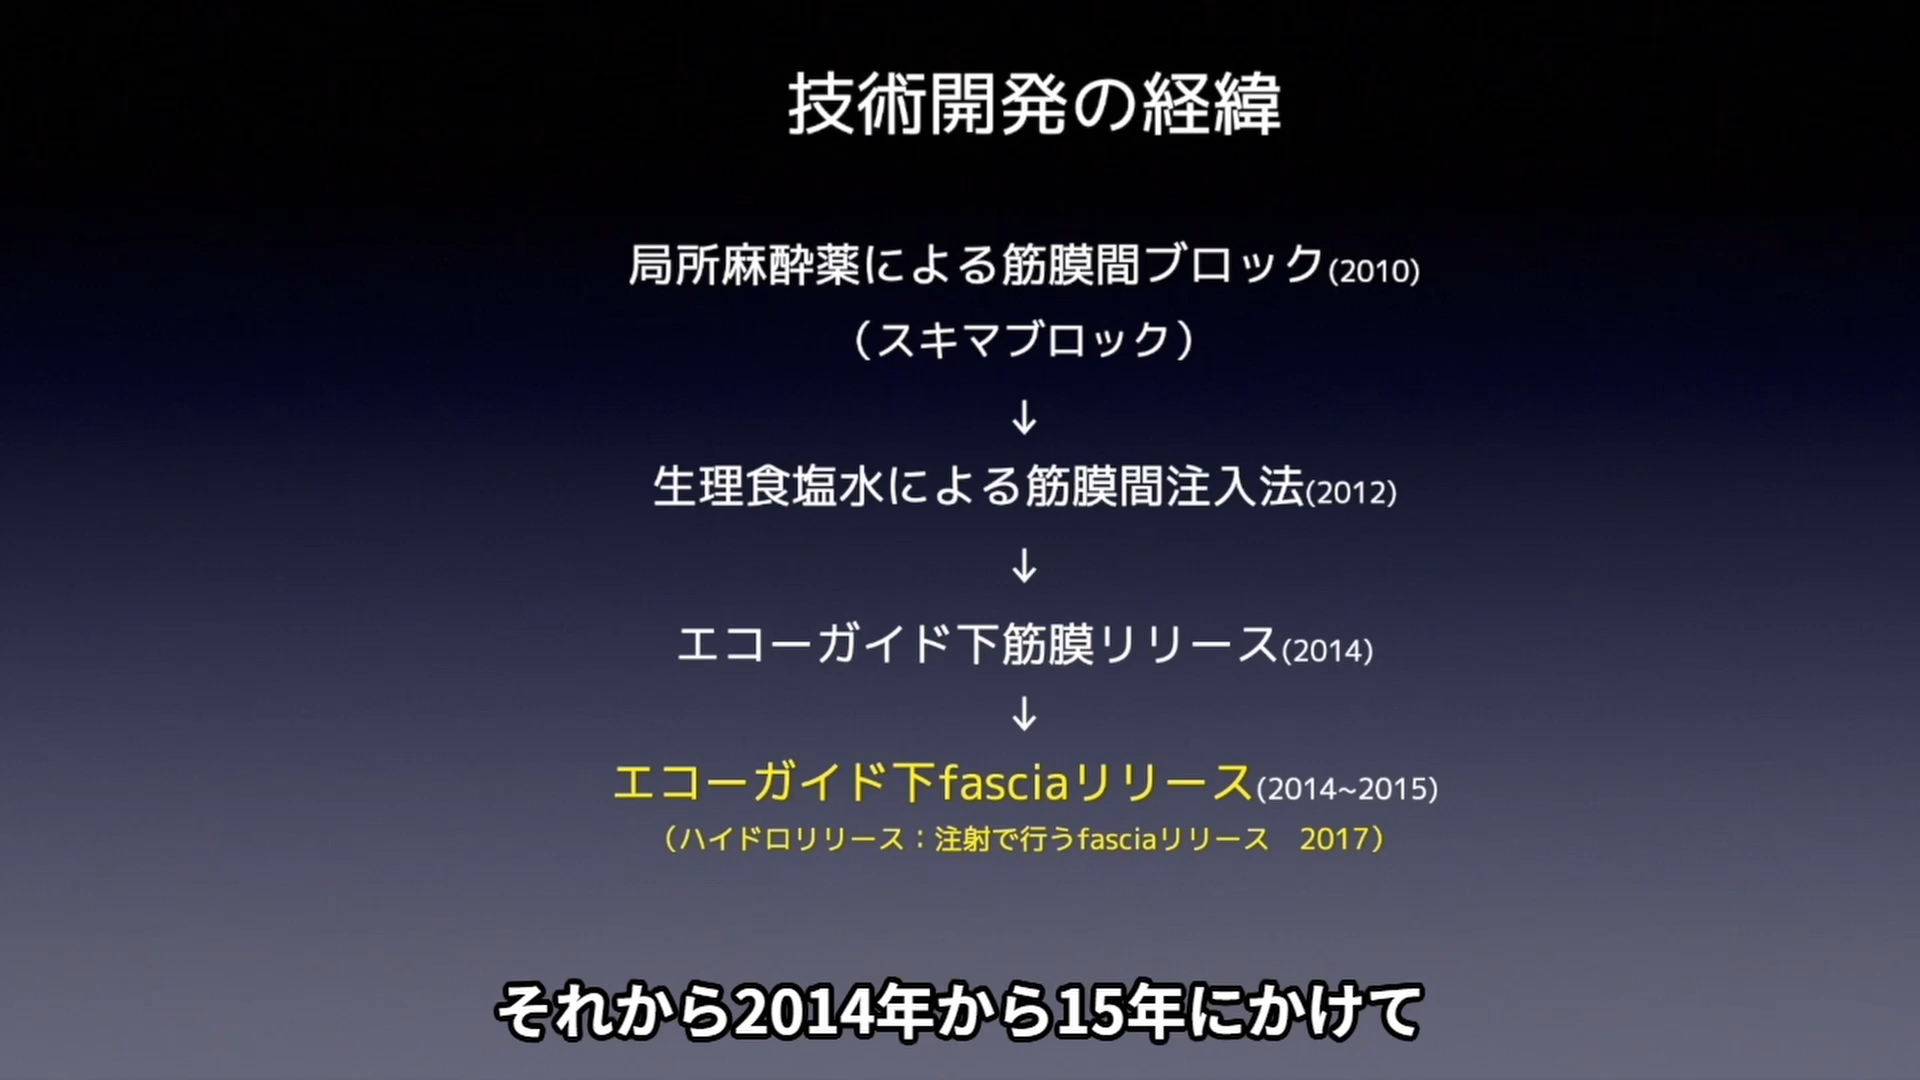 技術開発の経緯
局所麻酔薬による筋膜間ブロック(2010)
（スキマブロック）
↓
生理食塩水による筋膜間注入法(2012)
↓
エコーガイド下筋膜リリース(2014)
↓
エコーガイド下fasciaリリース(2014~2015)
（ハイドロリリース：注射で行うfasciaリリース　2017）
それから2014年から15年にかけて